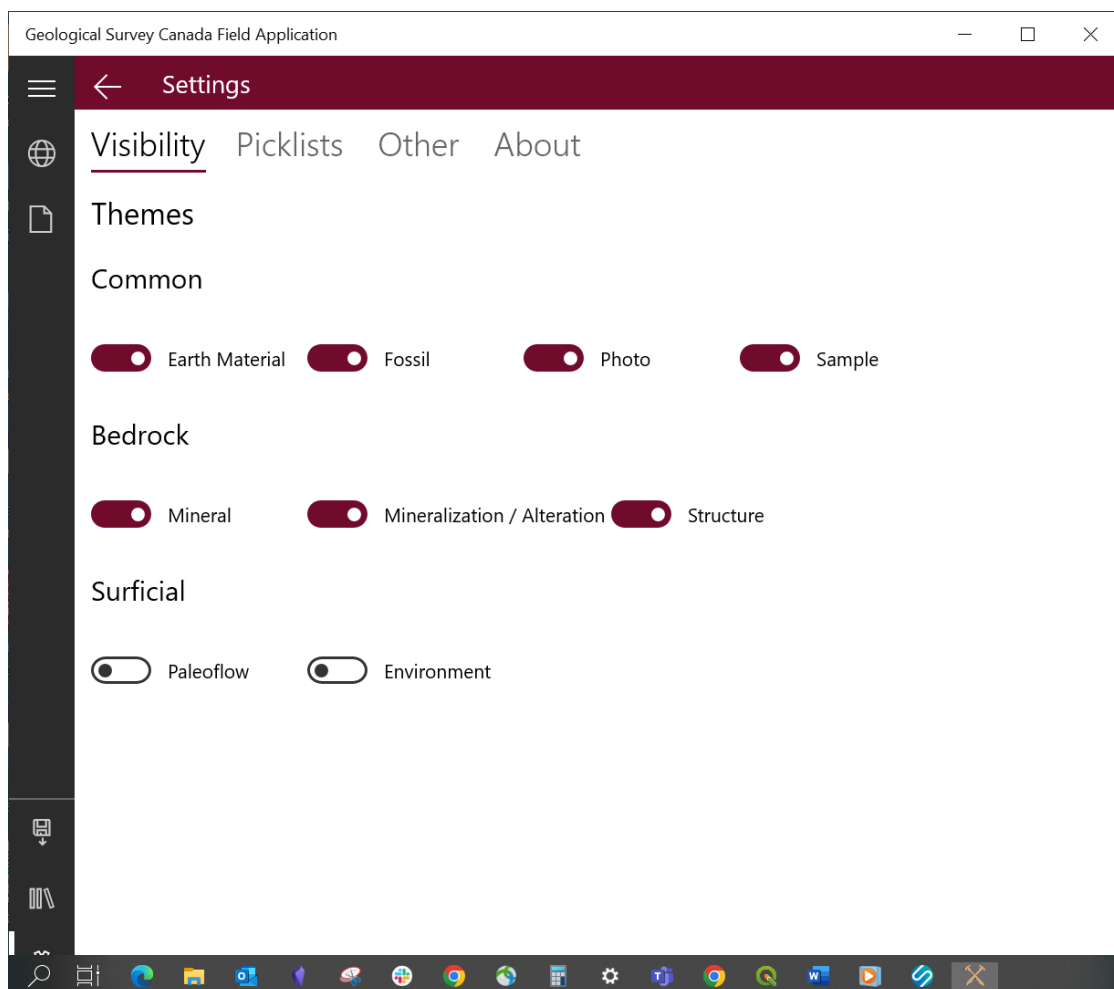 Geological Survey Canada Field Application
Settings
Visibility Picklists Other About
Themes
Common
Earth Material Fossil Photo Sample
Bedrock
Mineral Mineralization / Alteration Structure
Surficial
Paleoflow Environment